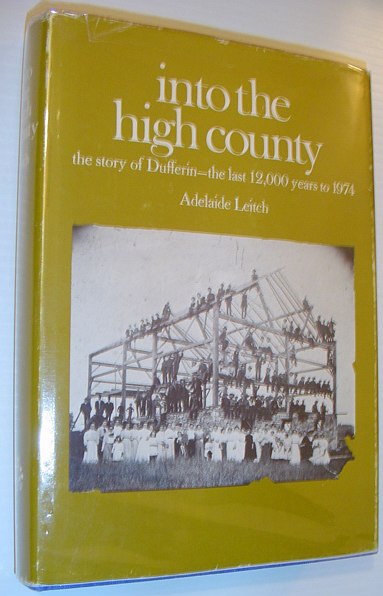 into the
high county
the story of Dufferin—the last 12,000 years to 1974
Adelaide Leitch